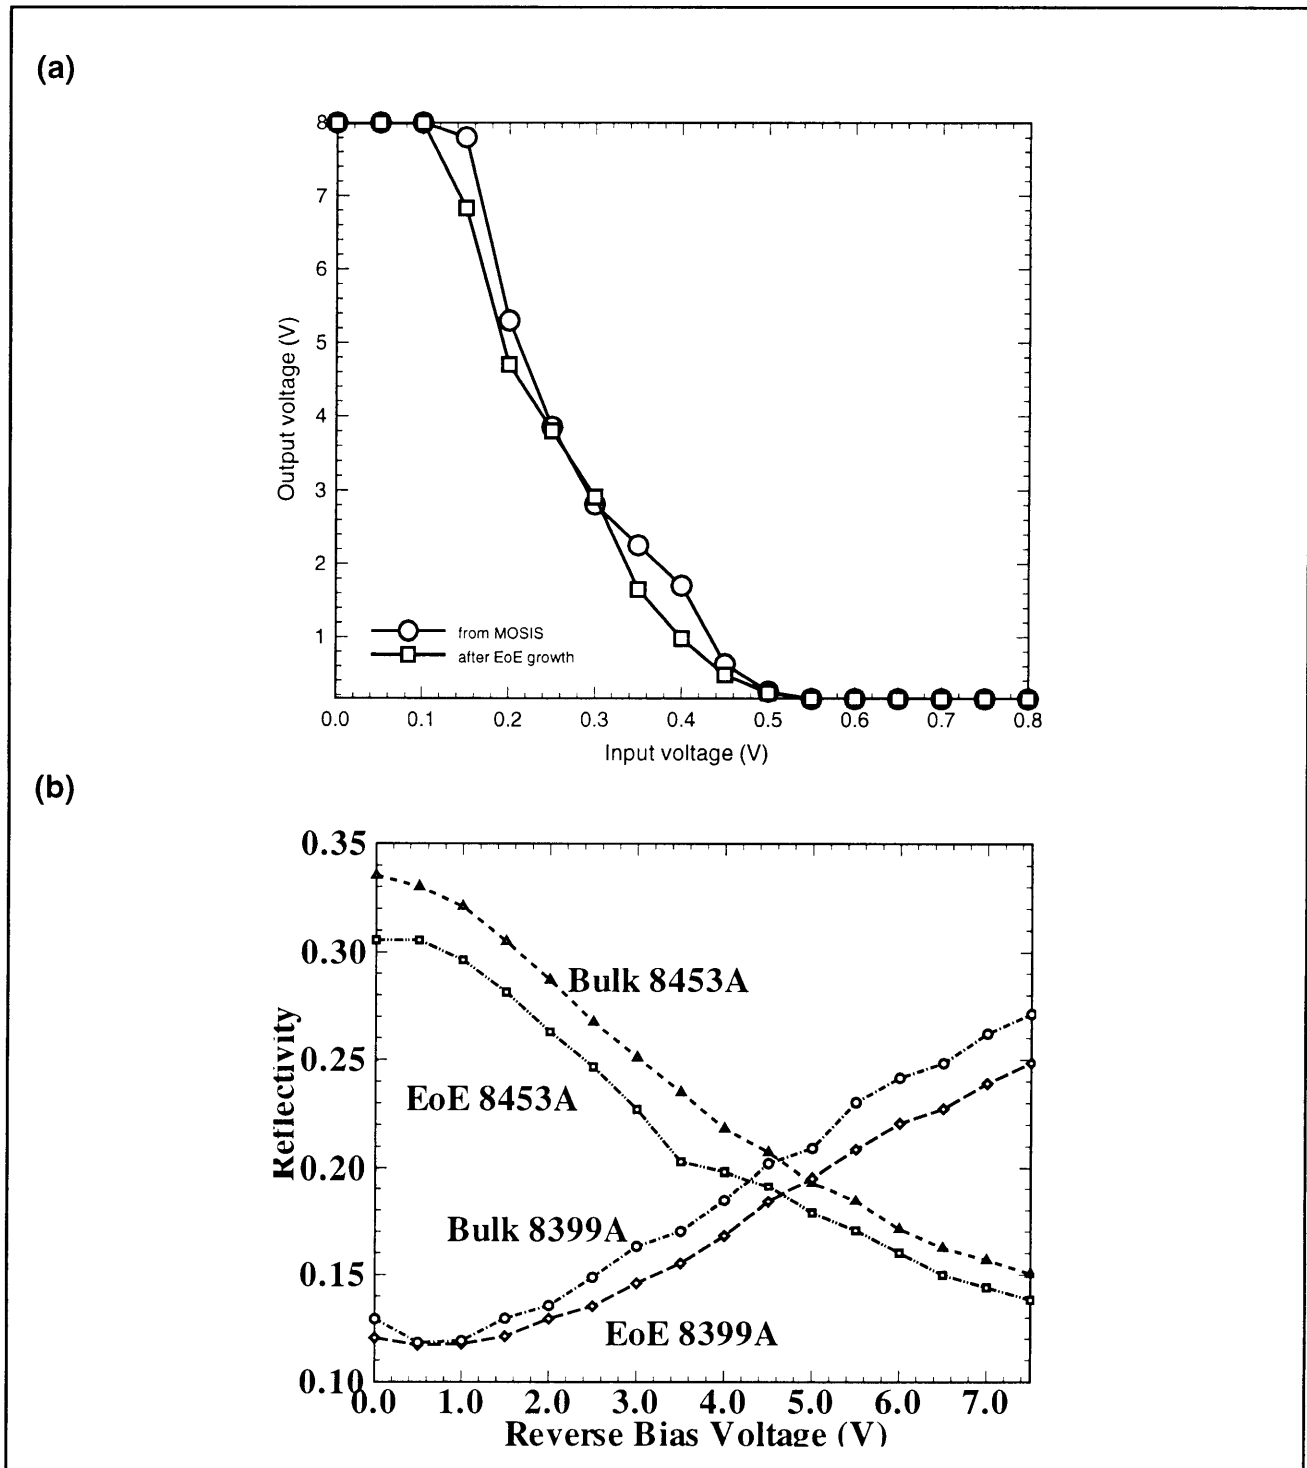 (a)
8
7
6
5
4
3
2
1
Output voltage (V)
from MOSIS
after EoE growth
0.0 0.1 0.2 0.3 0.4 0.5 0.6 0.7 0.8
Input voltage (V)
(b)
0.35
0.30
0.25
0.20
0.15
0.10
Reflectivity
Bulk 8453A
EoE 8453A
Bulk 8399A
EoE 8399A
0.0 1.0 2.0 3.0 4.0 5.0 6.0 7.0
Reverse Bias Voltage (V)